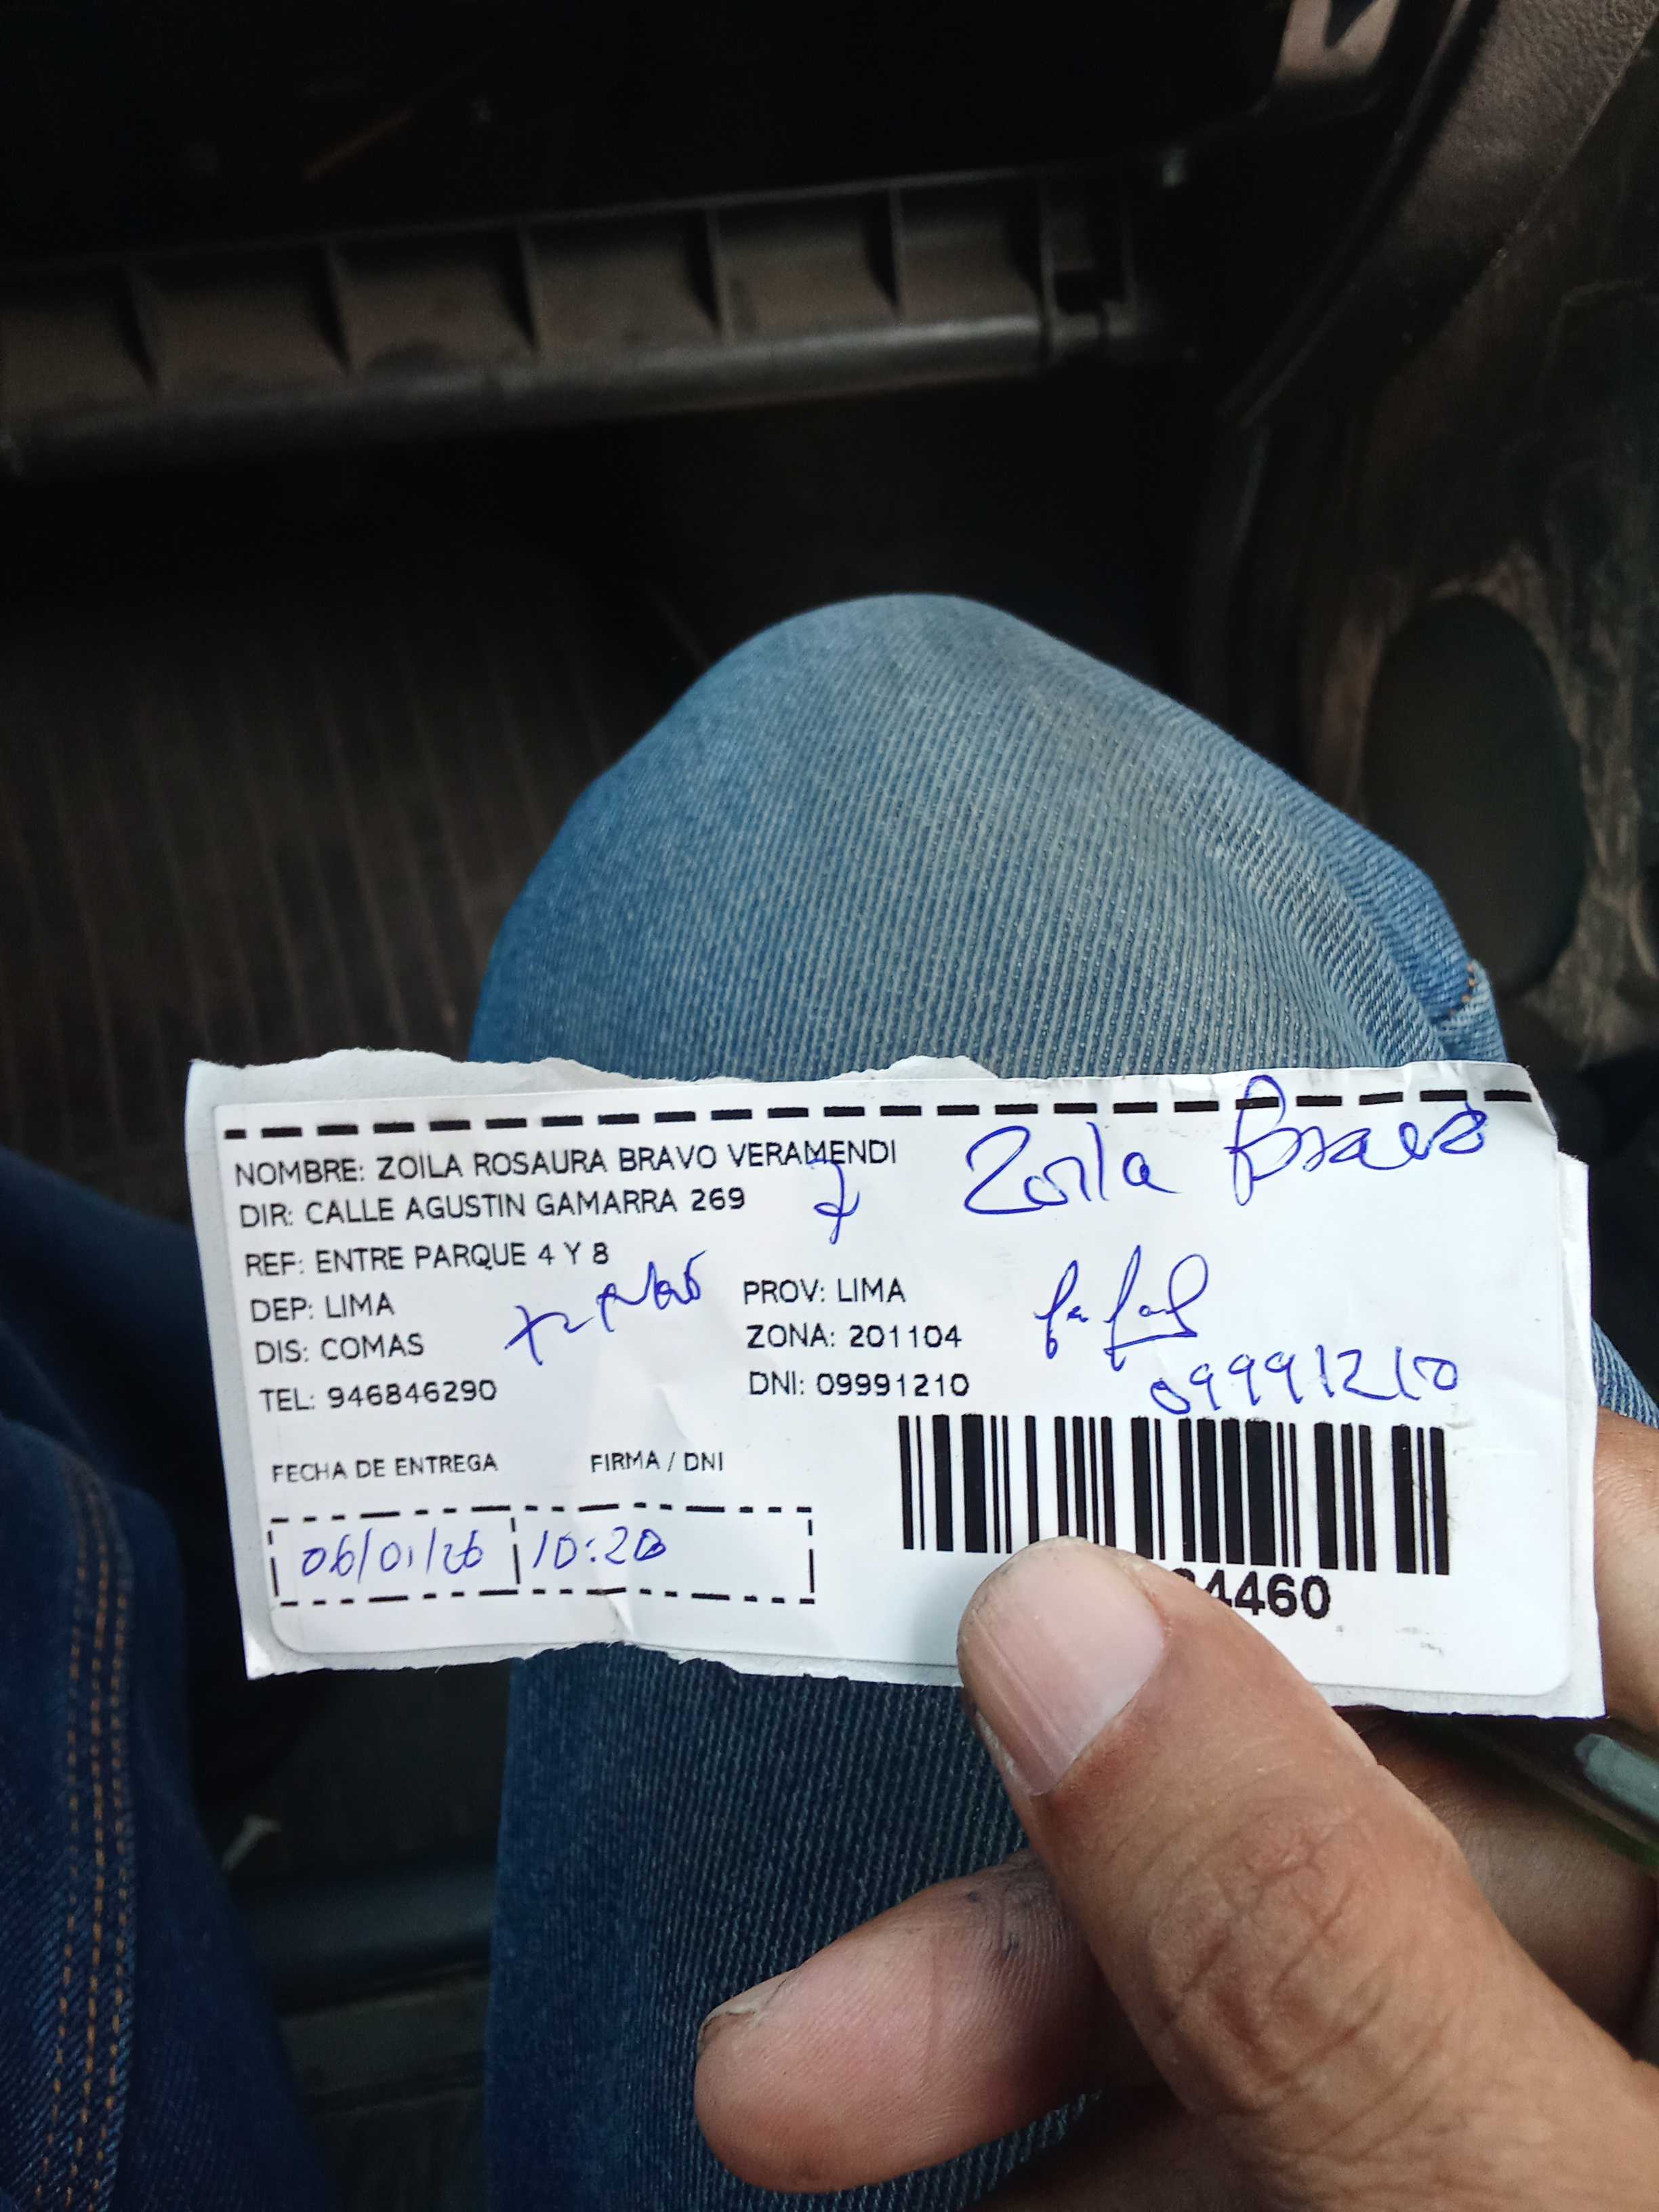 NOMBRE: ZOILA ROSAURA BRAVO VERAMENDI
Zoila Bravo
DIR: CALLE AGUSTIN GAMARRA 269
REF: ENTRE PARQUE 4 Y 8
DEP: LIMA
PROV: LIMA
DIS: COMAS
ZONA: 201104
TEL: 946846290
DNI: 09991210
09991210
FECHA DE ENTREGA
FIRMA / DNI
06/01/26
10:20
4460